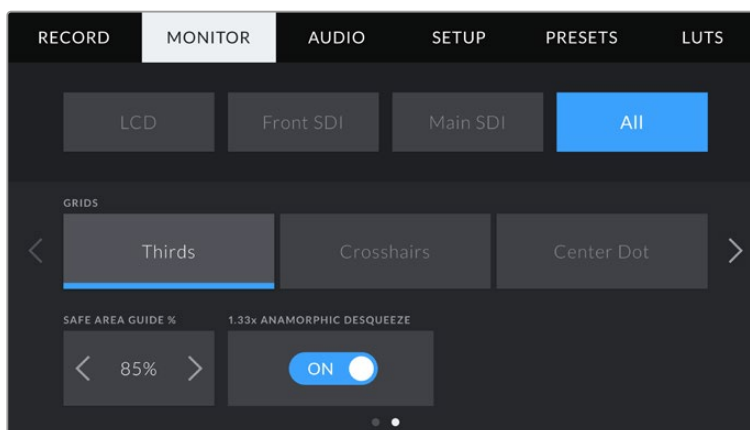 RECORD MONITOR AUDIO SETUP PRESETS LUTS
LCD Front SDI Main SDI All
GRIDS
Thirds Crosshairs Center Dot
SAFE AREA GUIDE % 1.33x ANAMORPHIC DESQUEEZE
85% ON